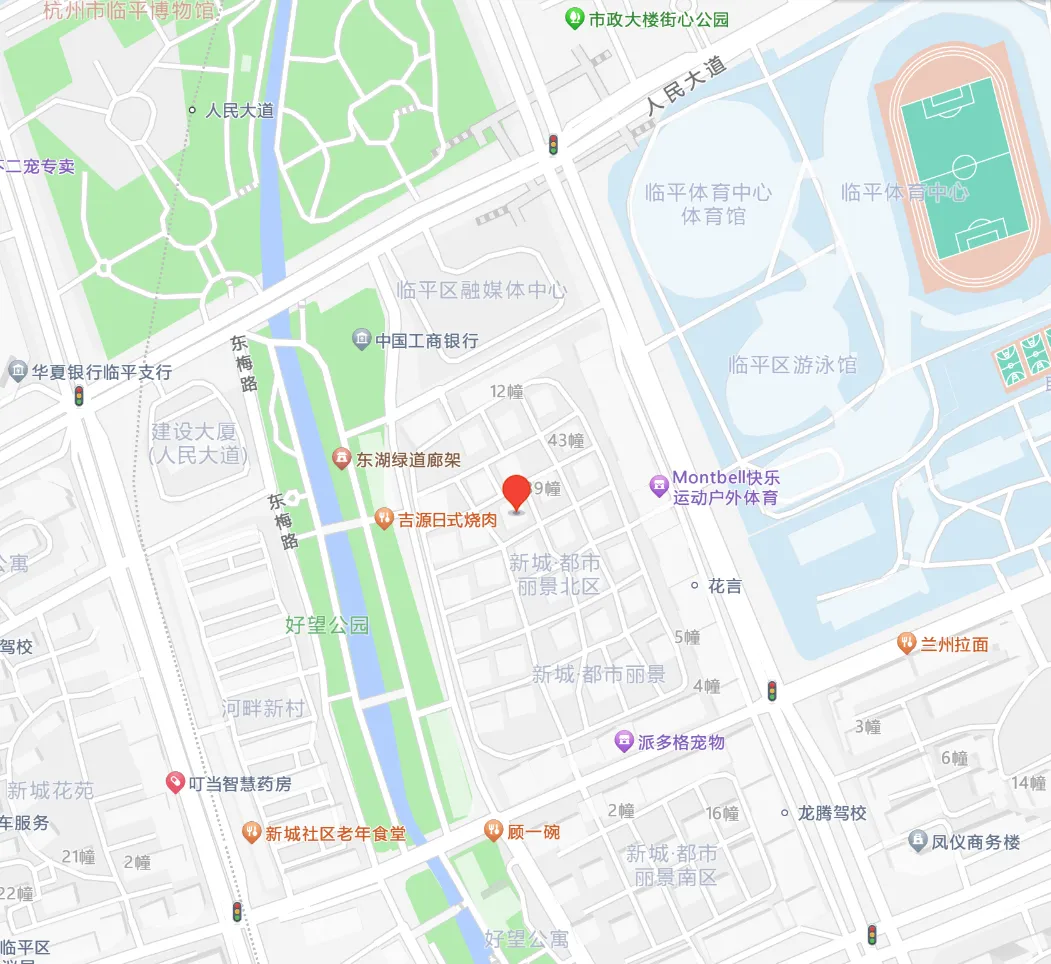 杭州市临平博物馆
市政大楼街心公园
人民大道
人民大道
不二宠专卖
临平体育中心
体育馆
临平体育中心
临平区融媒体中心
中国工商银行
东梅路
华夏银行临平支行
临平区游泳馆
12幢
建设大厦
(人民大道)
43幢
东湖绿道廊架
Montbell快乐
运动户外体育
39幢
东梅路
吉源日式烧肉
公寓
新城·都市
丽景北区
花言
好望公园
5幢
驾校
兰州拉面
新城·都市丽景
4幢
河畔新村
3幢
派多格宠物
6幢
14幢
新城花苑
叮当智慧药房
2幢
16幢
龙腾驾校
车服务
新城社区老年食堂
顾一碗
凤仪商务楼
21幢
2幢
新城·都市
丽景南区
22幢
好望公寓
临平区